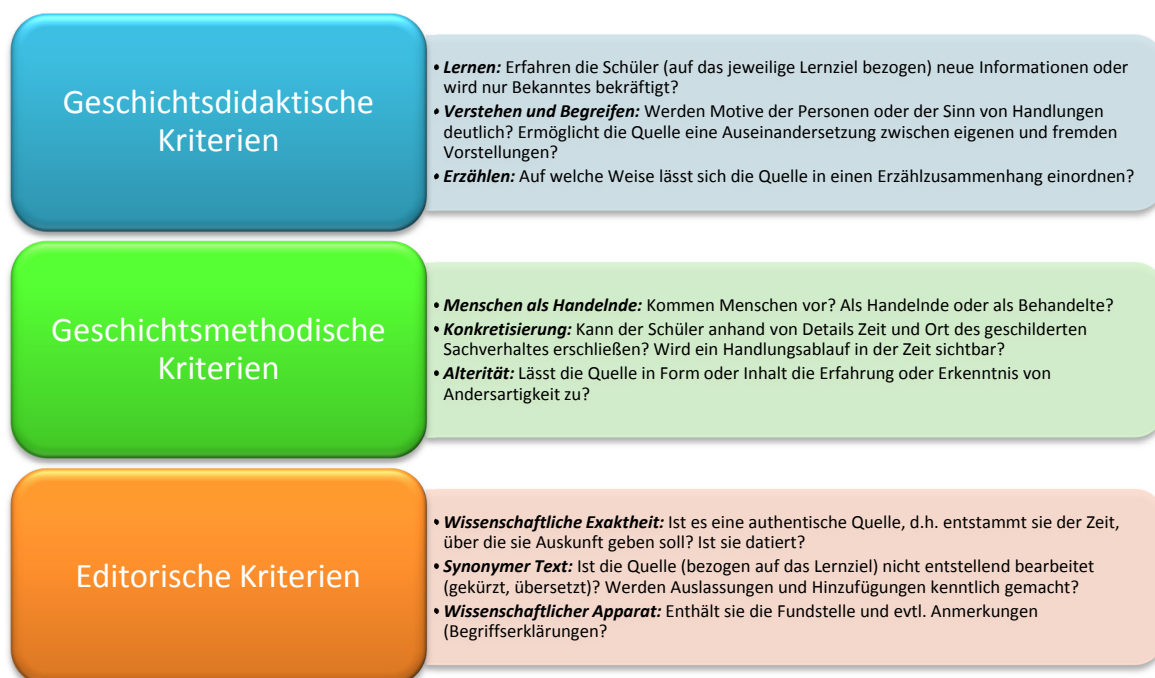 Geschichtsdidaktische
Kriterien
• Lernen: Erfahren die Schüler (auf das jeweilige Lernziel bezogen) neue Informationen oder
wird nur Bekanntes bekräftigt?
• Verstehen und Begreifen: Werden Motive der Personen oder der Sinn von Handlungen
deutlich? Ermöglicht die Quelle eine Auseinandersetzung zwischen eigenen und fremden
Vorstellungen?
• Erzählen: Auf welche Weise lässt sich die Quelle in einen Erzählzusammenhang einordnen?
Geschichtsmethodische
Kriterien
• Menschen als Handelnde: Kommen Menschen vor? Als Handelnde oder als Behandelte?
• Konkretisierung: Kann der Schüler anhand von Details Zeit und Ort des geschilderten
Sachverhaltes erschließen? Wird ein Handlungsablauf in der Zeit sichtbar?
• Alterität: Lässt die Quelle in Form oder Inhalt die Erfahrung oder Erkenntnis von
Andersartigkeit zu?
Editorische Kriterien
• Wissenschaftliche Exaktheit: Ist es eine authentische Quelle, d.h. entstammt sie der Zeit,
über die sie Auskunft geben soll? Ist sie datiert?
• Synonymer Text: Ist die Quelle (bezogen auf das Lernziel) nicht entstellend bearbeitet
(gekürzt, übersetzt)? Werden Auslassungen und Hinzufügungen kenntlich gemacht?
• Wissenschaftlicher Apparat: Enthält sie die Fundstelle und evtl. Anmerkungen
(Begriffserklärungen?